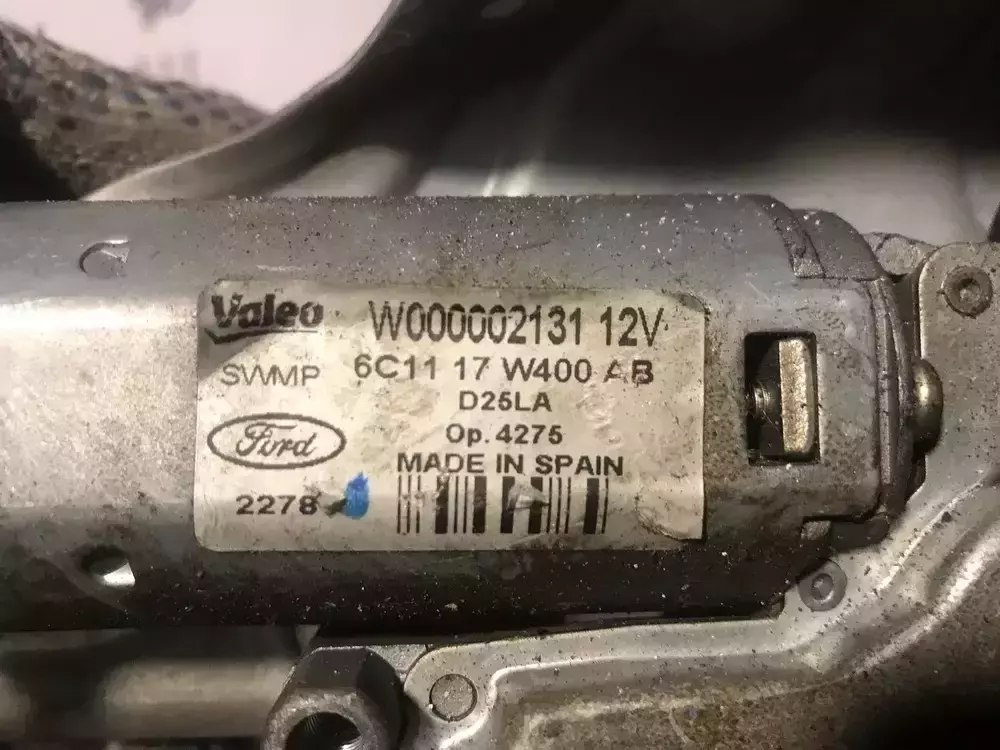 Valeo W000002131 12V
SWMP 6C11 17 W400 AB
D25LA
Ford Op.4275
MADE IN SPAIN
2278